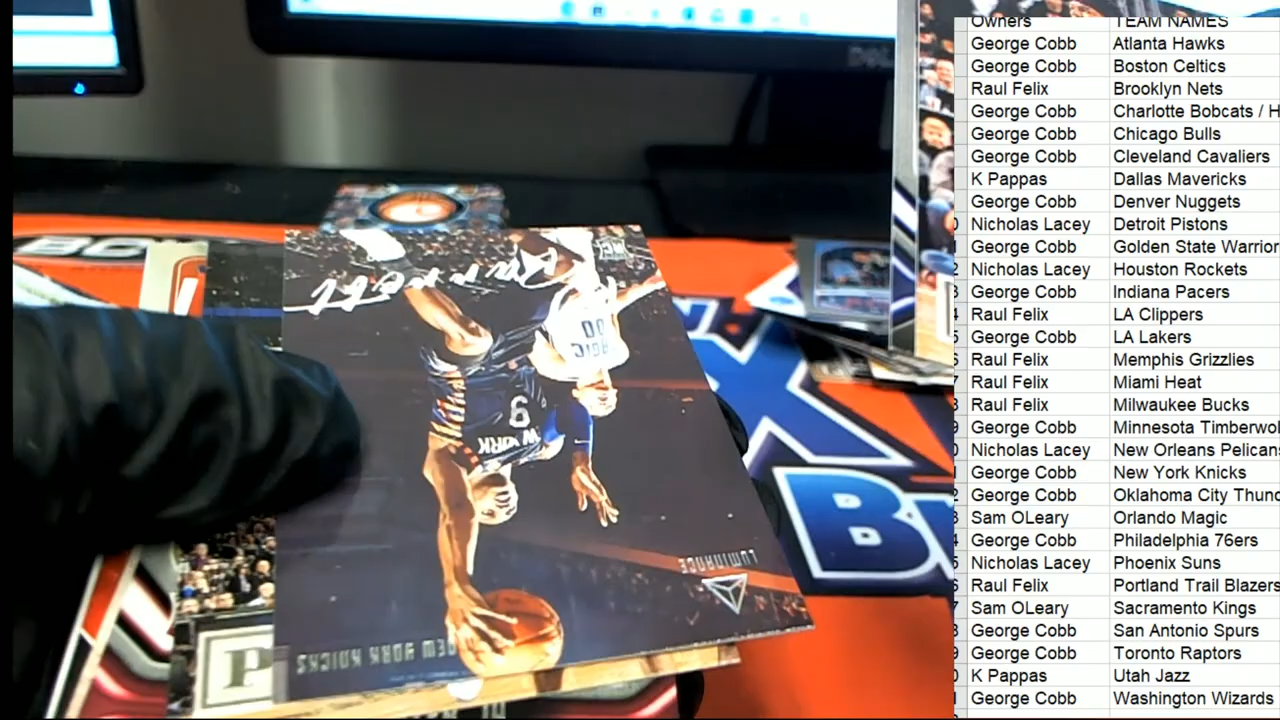 Owners TEAM NAMES
George Cobb Atlanta Hawks
George Cobb Boston Celtics
Raul Felix Brooklyn Nets
George Cobb Charlotte Bobcats / H
George Cobb Chicago Bulls
George Cobb Cleveland Cavaliers
K Pappas Dallas Mavericks
George Cobb Denver Nuggets
Nicholas Lacey Detroit Pistons
George Cobb Golden State Warrior
Nicholas Lacey Houston Rockets
George Cobb Indiana Pacers
Raul Felix LA Clippers
George Cobb LA Lakers
Raul Felix Memphis Grizzlies
Raul Felix Miami Heat
Raul Felix Milwaukee Bucks
George Cobb Minnesota Timberwol
Nicholas Lacey New Orleans Pelicans
George Cobb New York Knicks
George Cobb Oklahoma City Thund
Sam OLeary Orlando Magic
George Cobb Philadelphia 76ers
Nicholas Lacey Phoenix Suns
Raul Felix Portland Trail Blazers
Sam OLeary Sacramento Kings
George Cobb San Antonio Spurs
George Cobb Toronto Raptors
K Pappas Utah Jazz
George Cobb Washington Wizards
NEW YORK KNICKS
LUMINANCE
NEW YORK
9
00
P